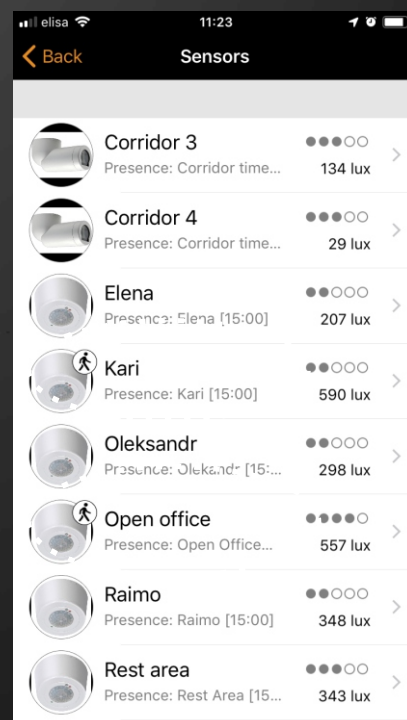 elisa 11:23
Back Sensors
Corridor 3
Presence: Corridor time... 134 lux
Corridor 4
Presence: Corridor time... 29 lux
Elena
Presence: Elena [15:00] 207 lux
Kari
Presence: Kari [15:00] 590 lux
Oleksandr
Presence: Olekandr [15:... 298 lux
Open office
Presence: Open Office... 557 lux
Raimo
Presence: Raimo [15:00] 348 lux
Rest area
Presence: Rest Area [15... 343 lux